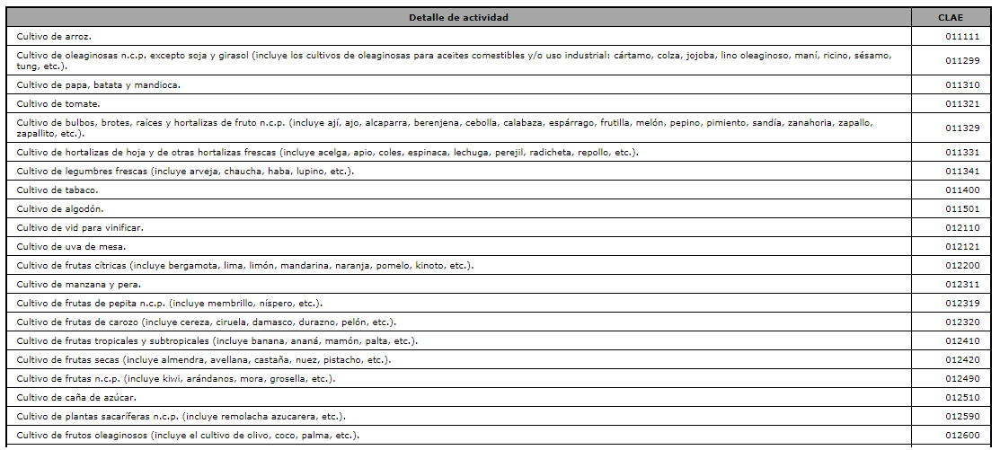 Detalle de actividad CLAE
Cultivo de arroz. 011111
Cultivo de oleaginosas n.c.p. excepto soja y girasol (incluye los cultivos de oleaginosas para aceites comestibles y/o uso industrial: cártamo, colza, jojoba, lino oleaginoso, maní, ricino, sésamo,
tung, etc.). 011299
Cultivo de papa, batata y mandioca. 011310
Cultivo de tomate. 011321
Cultivo de bulbos, brotes, raíces y hortalizas de fruto n.c.p. (incluye ají, ajo, alcaparra, berenjena, cebolla, calabaza, espárrago, frutilla, melón, pepino, pimiento, sandía, zanahoria, zapallo,
zapallito, etc.). 011329
Cultivo de hortalizas de hoja y de otras hortalizas frescas (incluye acelga, apio, coles, espinaca, lechuga, perejil, radicheta, repollo, etc.). 011331
Cultivo de legumbres frescas (incluye arveja, chaucha, haba, lupino, etc.). 011341
Cultivo de tabaco. 011400
Cultivo de algodón. 011501
Cultivo de vid para vinificar. 012110
Cultivo de uva de mesa. 012121
Cultivo de frutas cítricas (incluye bergamota, lima, limón, mandarina, naranja, pomelo, kinoto, etc.). 012200
Cultivo de manzana y pera. 012311
Cultivo de frutas de pepita n.c.p. (incluye membrillo, níspero, etc.). 012319
Cultivo de frutas de carozo (incluye cereza, ciruela, damasco, durazno, pelón, etc.). 012320
Cultivo de frutas tropicales y subtropicales (incluye banana, ananá, mamón, palta, etc.). 012410
Cultivo de frutas secas (incluye almendra, avellana, castaña, nuez, pistacho, etc.). 012420
Cultivo de frutas n.c.p. (incluye kiwi, arándanos, mora, grosella, etc.). 012490
Cultivo de caña de azúcar. 012510
Cultivo de plantas sacaríferas n.c.p. (incluye remolacha azucarera, etc.). 012590
Cultivo de frutos oleaginosos (incluye el cultivo de olivo, coco, palma, etc.). 012600